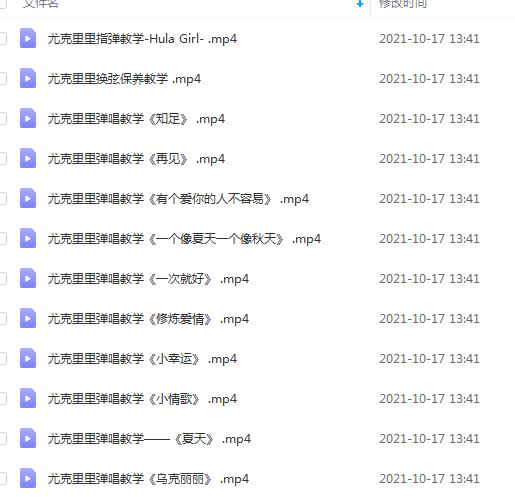 文件名 修改时间
尤克里里指弹教学-Hula Girl- .mp4 2021-10-17 13:41
尤克里里换弦保养教学 .mp4 2021-10-17 13:41
尤克里里弹唱教学《知足》 .mp4 2021-10-17 13:41
尤克里里弹唱教学《再见》 .mp4 2021-10-17 13:41
尤克里里弹唱教学《有个爱你的人不容易》 .mp4 2021-10-17 13:41
尤克里里弹唱教学《一个像夏天一个像秋天》 .mp4 2021-10-17 13:41
尤克里里弹唱教学《一次就好》 .mp4 2021-10-17 13:41
尤克里里弹唱教学《修炼爱情》 .mp4 2021-10-17 13:41
尤克里里弹唱教学《小幸运》 .mp4 2021-10-17 13:41
尤克里里弹唱教学《小情歌》 .mp4 2021-10-17 13:41
尤克里里弹唱教学——《夏天》 .mp4 2021-10-17 13:41
尤克里里弹唱教学《乌克丽丽》 .mp4 2021-10-17 13:41